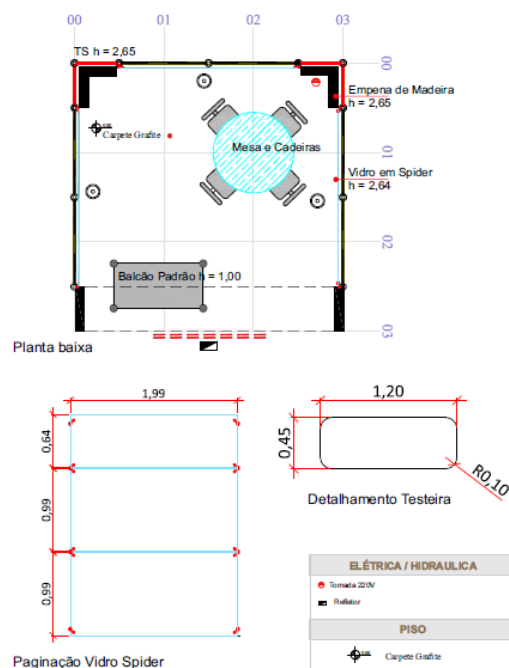 00
01
02
03
TS h = 2,65
00
Empena de Madeira
h = 2,65
Carpete Grafite
01
Mesa e Cadeiras
Vidro em Spider
h = 2,64
02
Balcão Padrão h = 1,00
03
Planta baixa
1,99
1,20
0,64
0,45
R0,10
Detalhamento Testeira
0,99
0,99
ELÉTRICA / HIDRAULICA
Tomada 220V
Refletor
PISO
Carpete Grafite
Paginação Vidro Spider